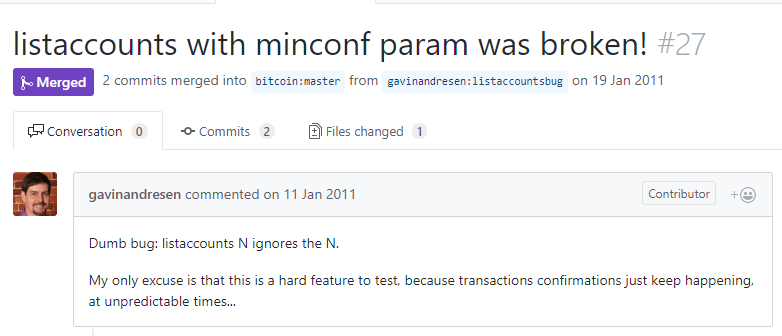 listaccounts with minconf param was broken! #27
Merged 2 commits merged into bitcoin:master from gavinandresen:listaccountsbug on 19 Jan 2011
Conversation 0 Commits 2 Files changed 1
gavinandresen commented on 11 Jan 2011 Contributor +
Dumb bug: listaccounts N ignores the N.
My only excuse is that this is a hard feature to test, because transactions confirmations just keep happening,
at unpredictable times...